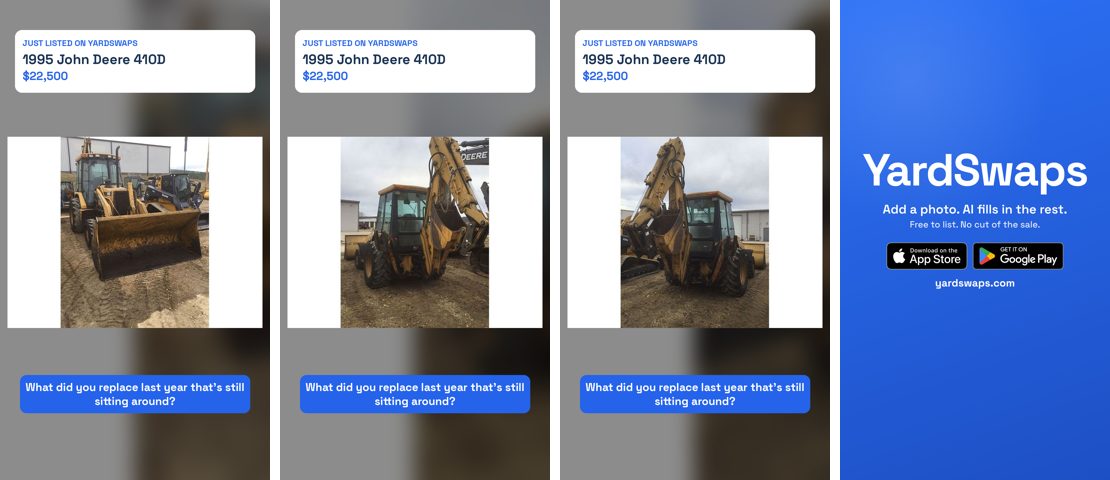 JUST LISTED ON YARDSWAPS
1995 John Deere 410D
$22,500
What did you replace last year that's still
sitting around?
JUST LISTED ON YARDSWAPS
1995 John Deere 410D
$22,500
DEERE
What did you replace last year that's still
sitting around?
JUST LISTED ON YARDSWAPS
1995 John Deere 410D
$22,500
What did you replace last year that's still
sitting around?
YardSwaps
Add a photo. AI fills in the rest.
Free to list. No cut of the sale.
Download on the
App Store
GET IT ON
Google Play
yardswaps.com